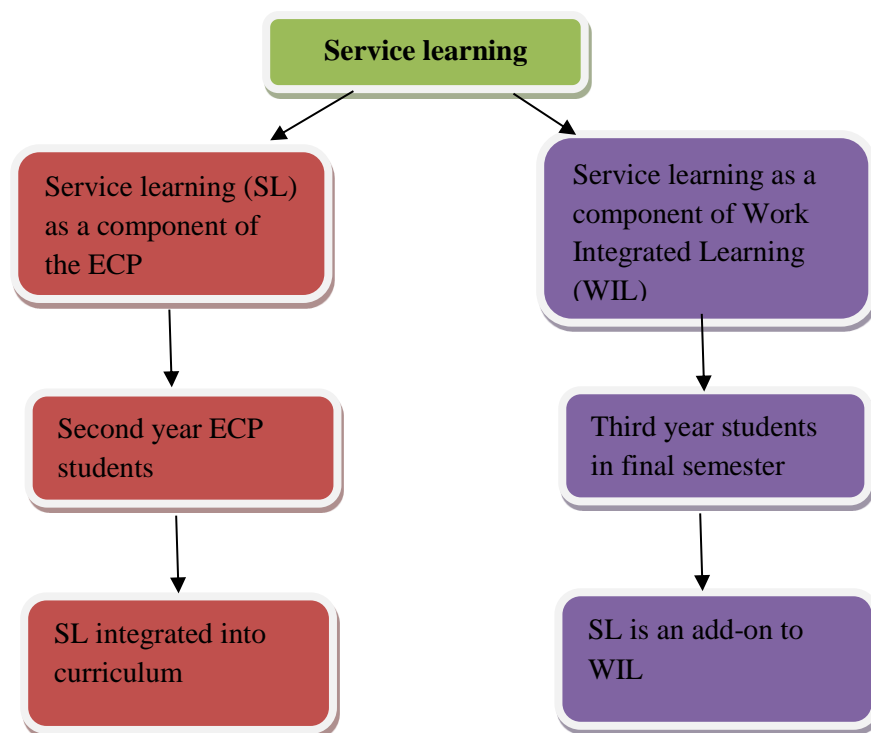 Service learning
Service learning (SL)
as a component of
the ECP
Service learning as a
component of Work
Integrated Learning
(WIL)
Second year ECP
students
Third year students
in final semester
SL integrated into
curriculum
SL is an add-on to
WIL